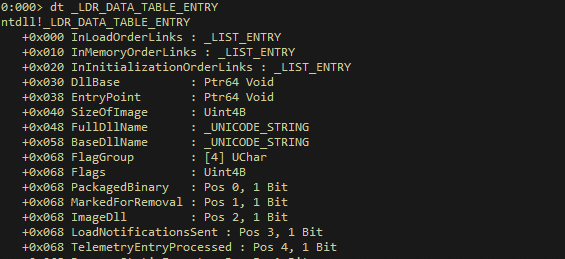 0:000> dt _LDR_DATA_TABLE_ENTRY
ntdll!_LDR_DATA_TABLE_ENTRY
+0x000 InLoadOrderLinks : _LIST_ENTRY
+0x010 InMemoryOrderLinks : _LIST_ENTRY
+0x020 InInitializationOrderLinks : _LIST_ENTRY
+0x030 DllBase : Ptr64 Void
+0x038 EntryPoint : Ptr64 Void
+0x040 SizeOfImage : Uint4B
+0x048 FullDllName : _UNICODE_STRING
+0x058 BaseDllName : _UNICODE_STRING
+0x068 FlagGroup : [4] UChar
+0x068 Flags : Uint4B
+0x068 PackagedBinary : Pos 0, 1 Bit
+0x068 MarkedForRemoval : Pos 1, 1 Bit
+0x068 ImageDll : Pos 2, 1 Bit
+0x068 LoadNotificationsSent : Pos 3, 1 Bit
+0x068 TelemetryEntryProcessed : Pos 4, 1 Bit